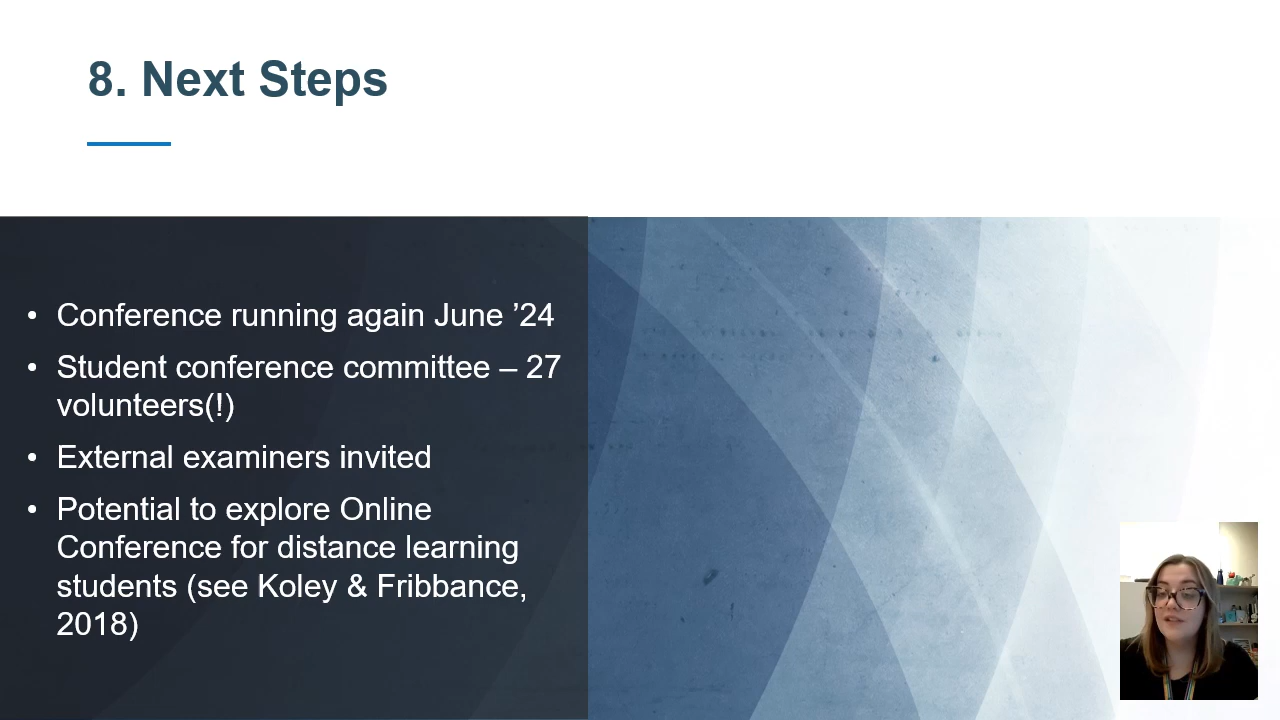 8. Next Steps
• Conference running again June ’24
• Student conference committee – 27
volunteers(!)
• External examiners invited
• Potential to explore Online
Conference for distance learning
students (see Koley & Fribbance,
2018)